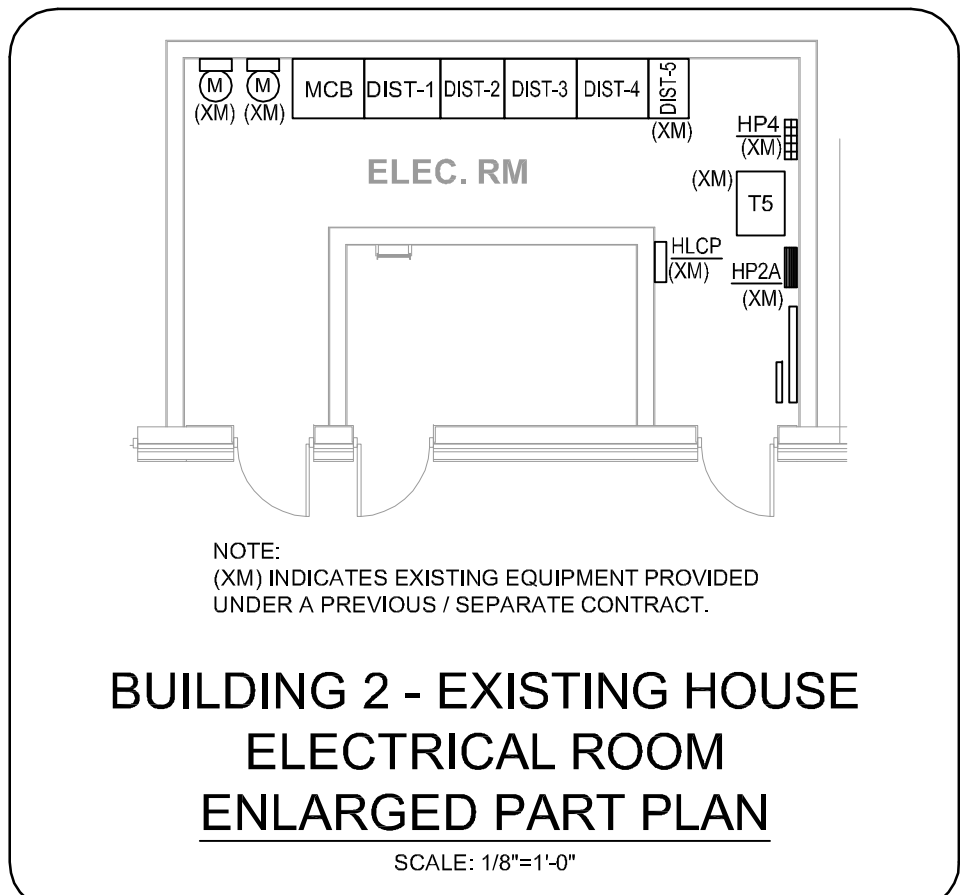 M M MCB DIST-1 DIST-2 DIST-3 DIST-4 DIST-5
(XM) (XM)
(XM)
HP4
(XM)
ELEC. RM
(XM)
T5
HLCP
(XM)
HP2A
(XM)
NOTE:
(XM) INDICATES EXISTING EQUIPMENT PROVIDED
UNDER A PREVIOUS / SEPARATE CONTRACT.
BUILDING 2 - EXISTING HOUSE
ELECTRICAL ROOM
ENLARGED PART PLAN
SCALE: 1/8"=1'-0"